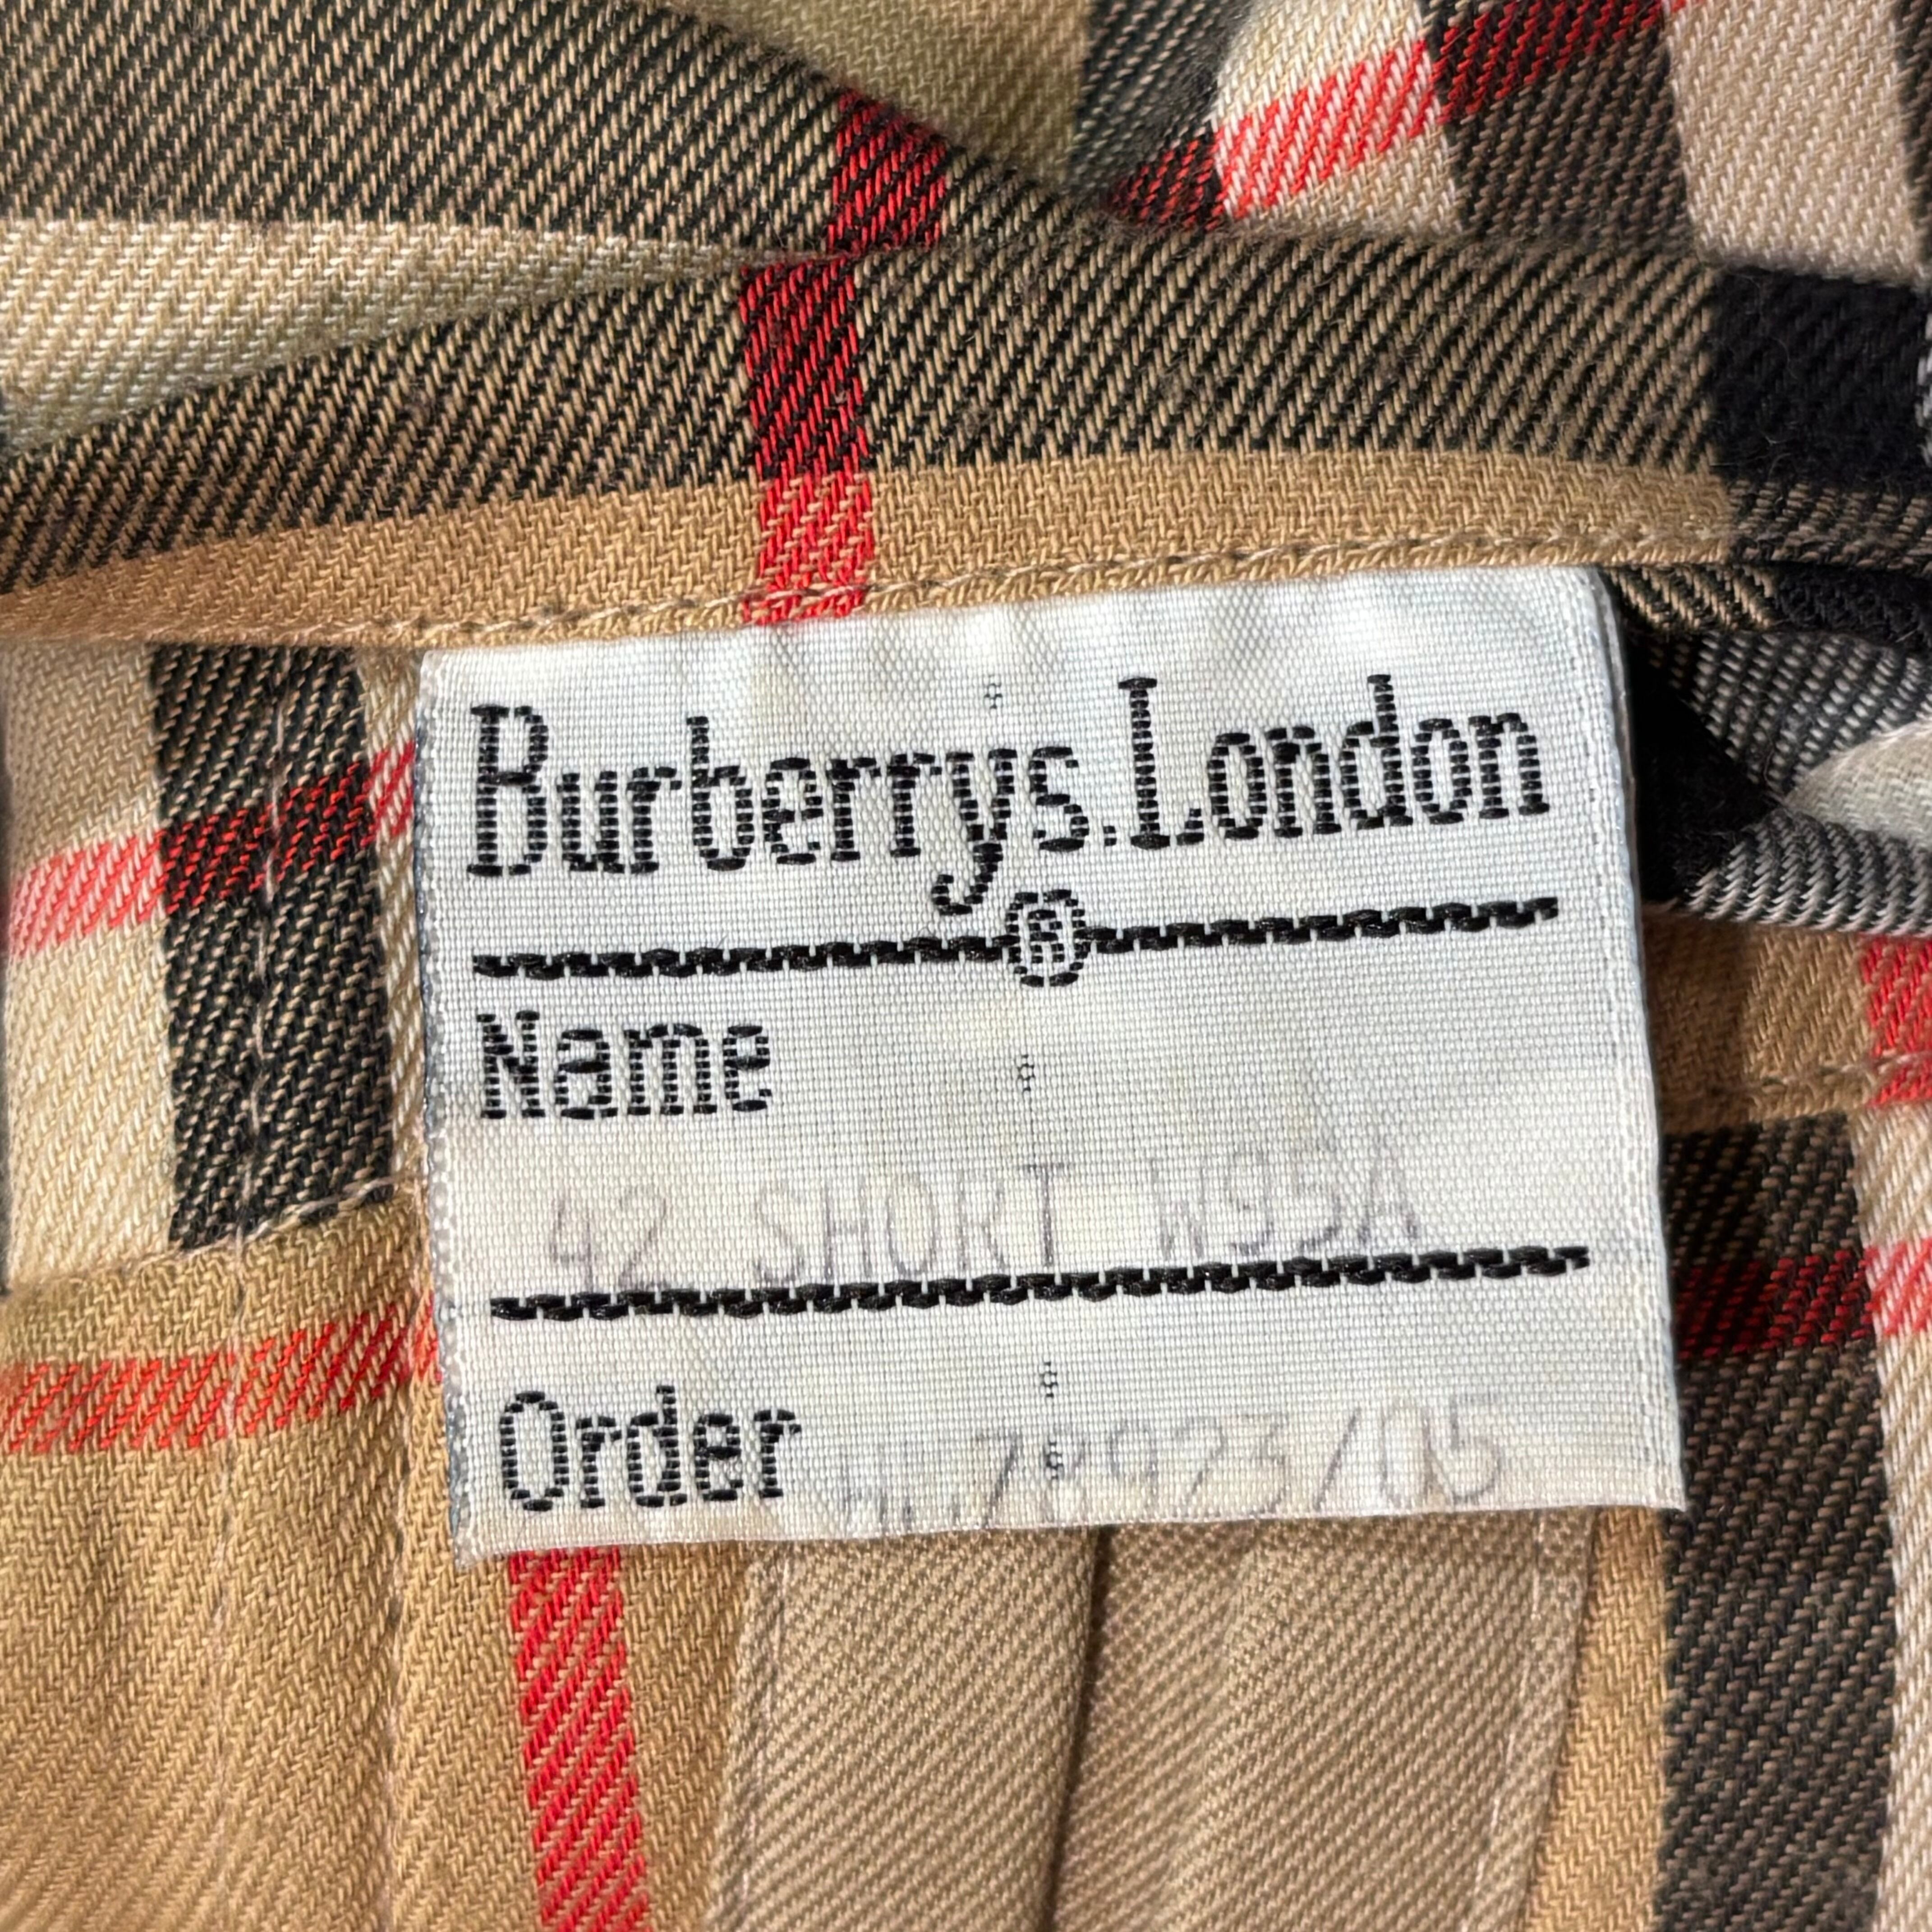 Burberrys.London
®
Name
42 SHORT W95A
Order